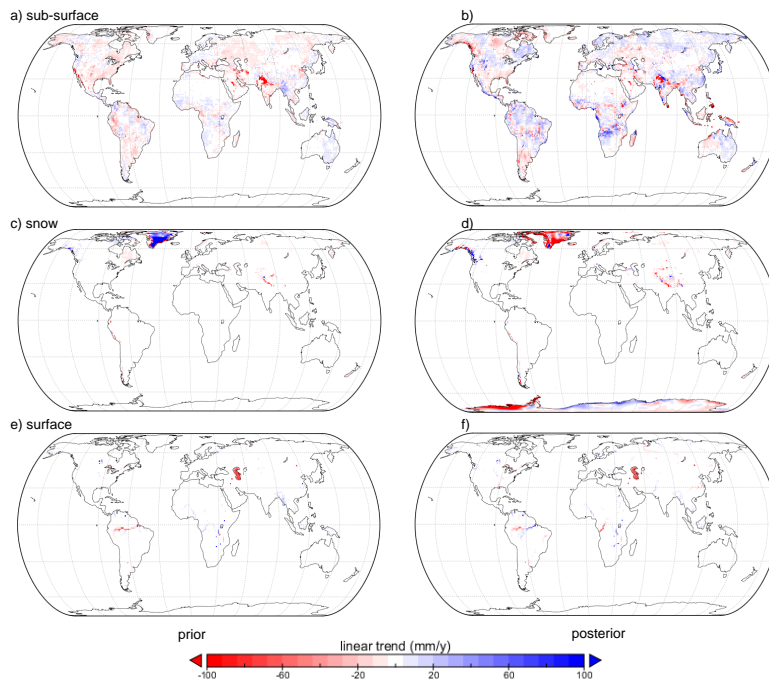 a) sub-surface
b)
c) snow
d)
e) surface
f)
prior
posterior
linear trend (mm/y)
-100 -60 -20 20 60 100